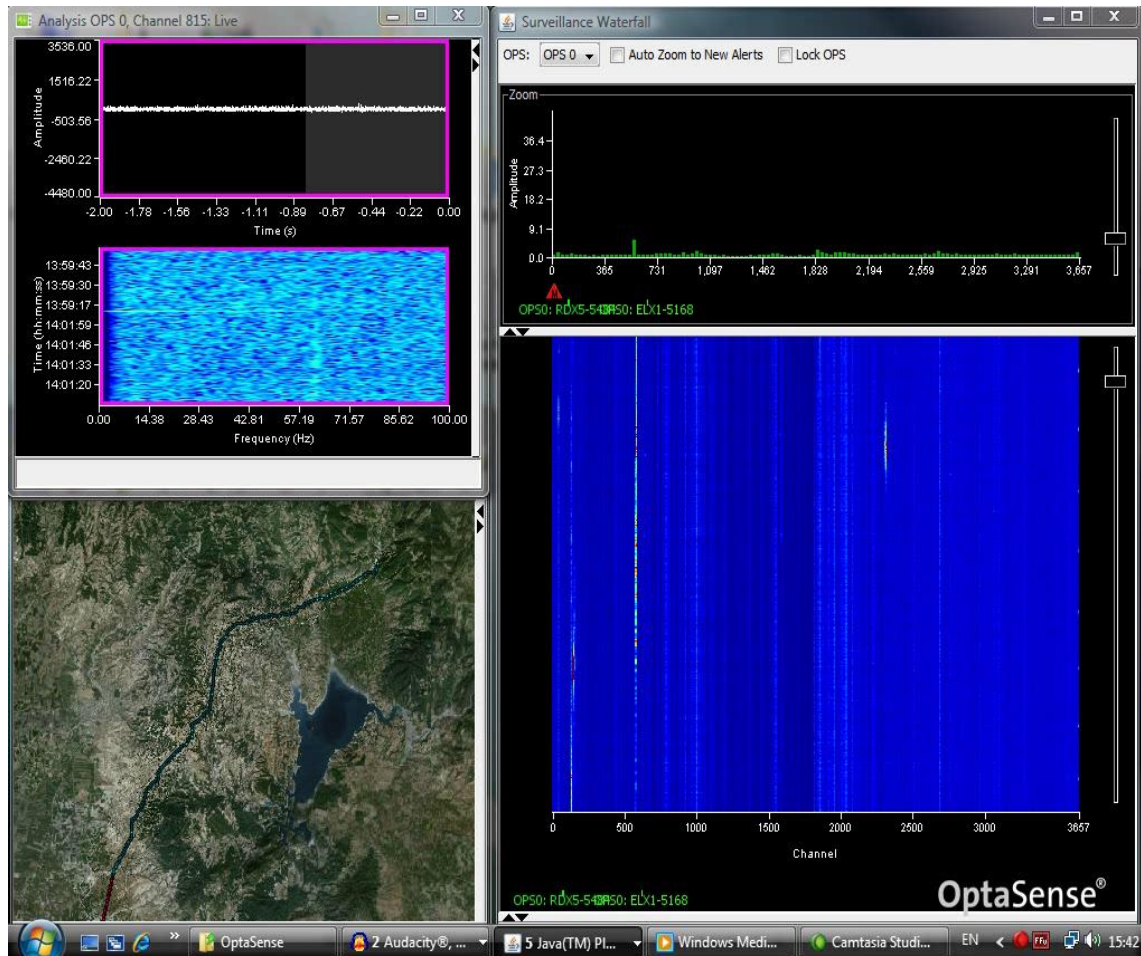 Analysis OPS 0, Channel 815: Live
3536.00
1516.22
-503.56
-2460.22
-4480.00
Amplitude
-2.00 -1.78 -1.56 -1.33 -1.11 -0.89 -0.67 -0.44 -0.22 0.00
Time (s)
13:59:43
13:59:30
13:59:17
14:01:59
14:01:46
14:01:33
14:01:20
Time (hh:mm:ss)
0.00 14.38 28.43 42.81 57.19 71.57 85.62 100.00
Frequency (Hz)
Surveillance Waterfall
OPS: OPS 0 Auto Zoom to New Alerts Lock OPS
Zoom
36.4
27.3
18.2
9.1
0.0
Amplitude
0 365 731 1,097 1,462 1,828 2,194 2,559 2,925 3,291 3,657
OPS0: ELX1-5168
0 500 1000 1500 2000 2500 3000 3657
Channel
OPS0: ELX1-5168
OptaSense®
» OptaSense 2 Audacity®, ... 5 Java(TM) Pl... Windows Medi... Camtasia Studi... EN < FFu 15:42